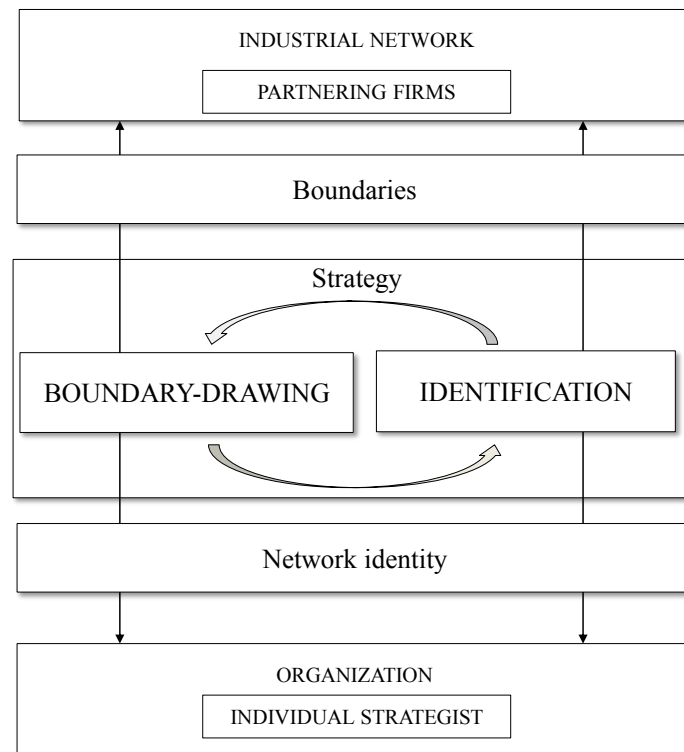 INDUSTRIAL NETWORK
PARTNERING FIRMS
Boundaries
Strategy
BOUNDARY-DRAWING
IDENTIFICATION
Network identity
ORGANIZATION
INDIVIDUAL STRATEGIST